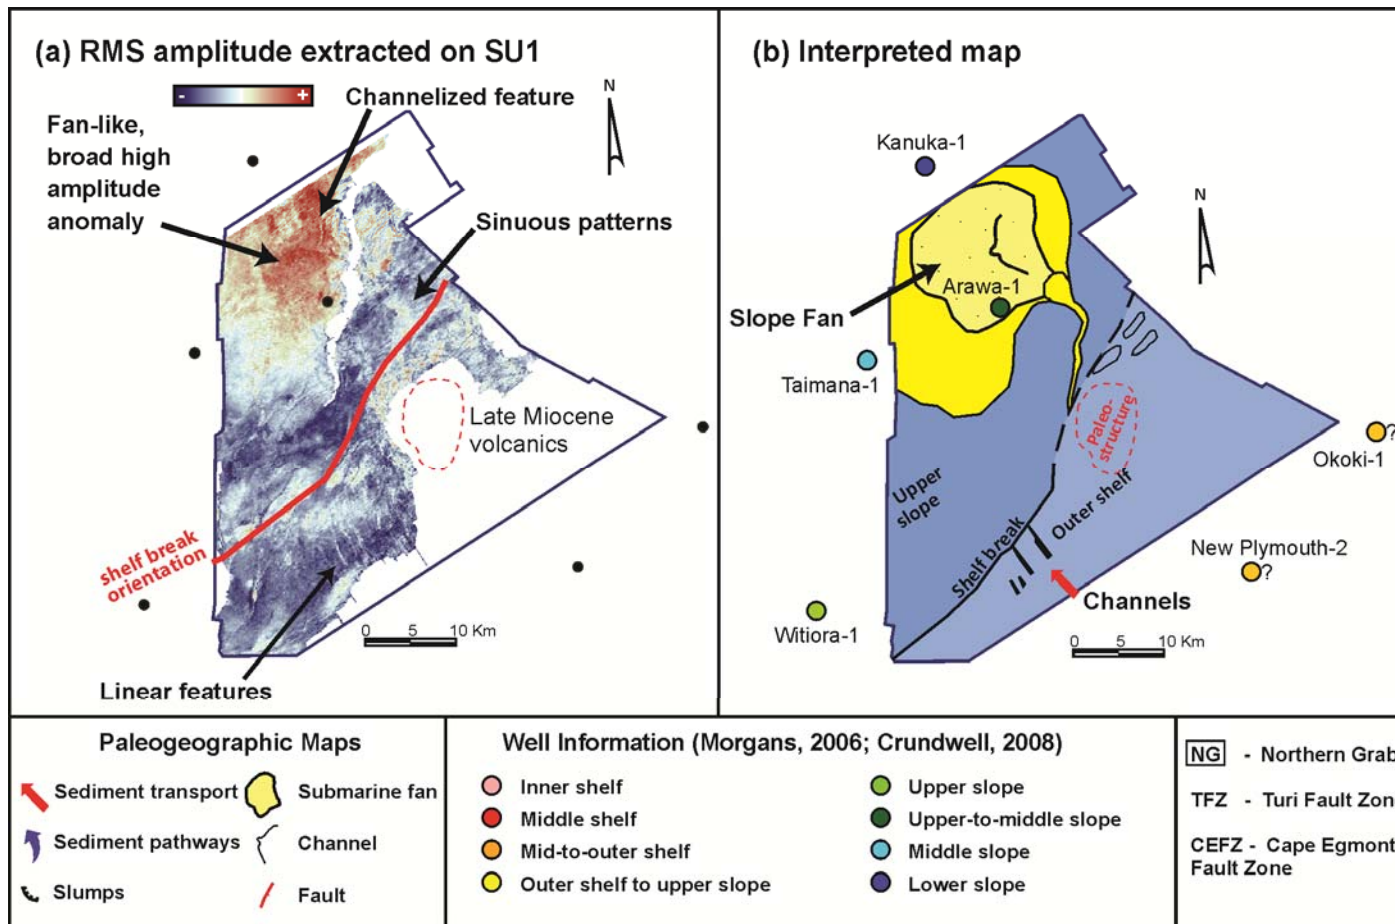 (a) RMS amplitude extracted on SU1
-
+
Channelized feature
N
Fan-like,
broad high
amplitude
anomaly
Sinuous patterns
Late Miocene
volcanics
shelf break
orientation
0 5 10 Km
Linear features
(b) Interpreted map
Kanuka-1
N
Arawa-1
Slope Fan
Taimana-1
Paleo-
structure
Okoki-1
?
Upper
slope
Outer shelf
Shelf break
New Plymouth-2
?
Channels
Witiora-1
0 5 10 Km
Paleogeographic Maps
Sediment transport
Submarine fan
Sediment pathways
Channel
Slumps
Fault
Well Information (Morgans, 2006; Crundwell, 2008)
Inner shelf
Middle shelf
Mid-to-outer shelf
Outer shelf to upper slope
Upper slope
Upper-to-middle slope
Middle slope
Lower slope
NG - Northern Grab
TFZ - Turi Fault Zon
CEFZ - Cape Egmont
Fault Zone